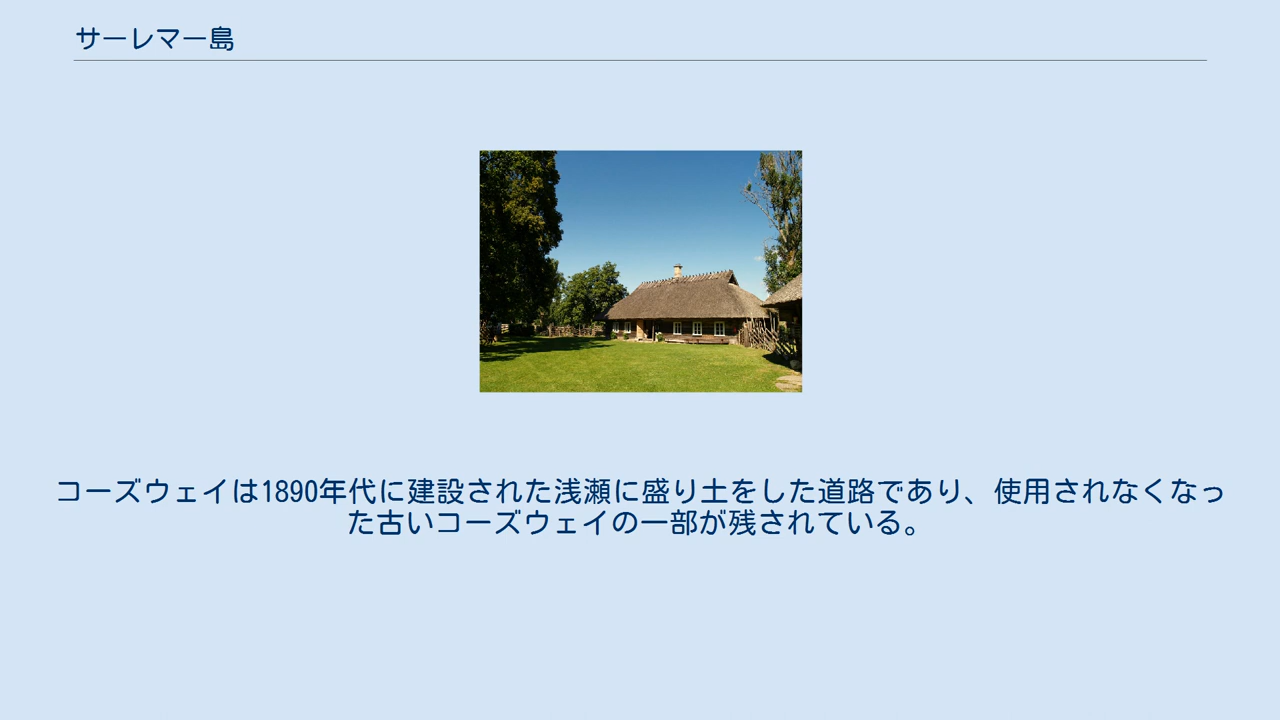 サーレマー島
コーズウェイは1890年代に建設された浅瀬に盛り土をした道路であり、使用されなくなっ
た古いコーズウェイの一部が残されている。